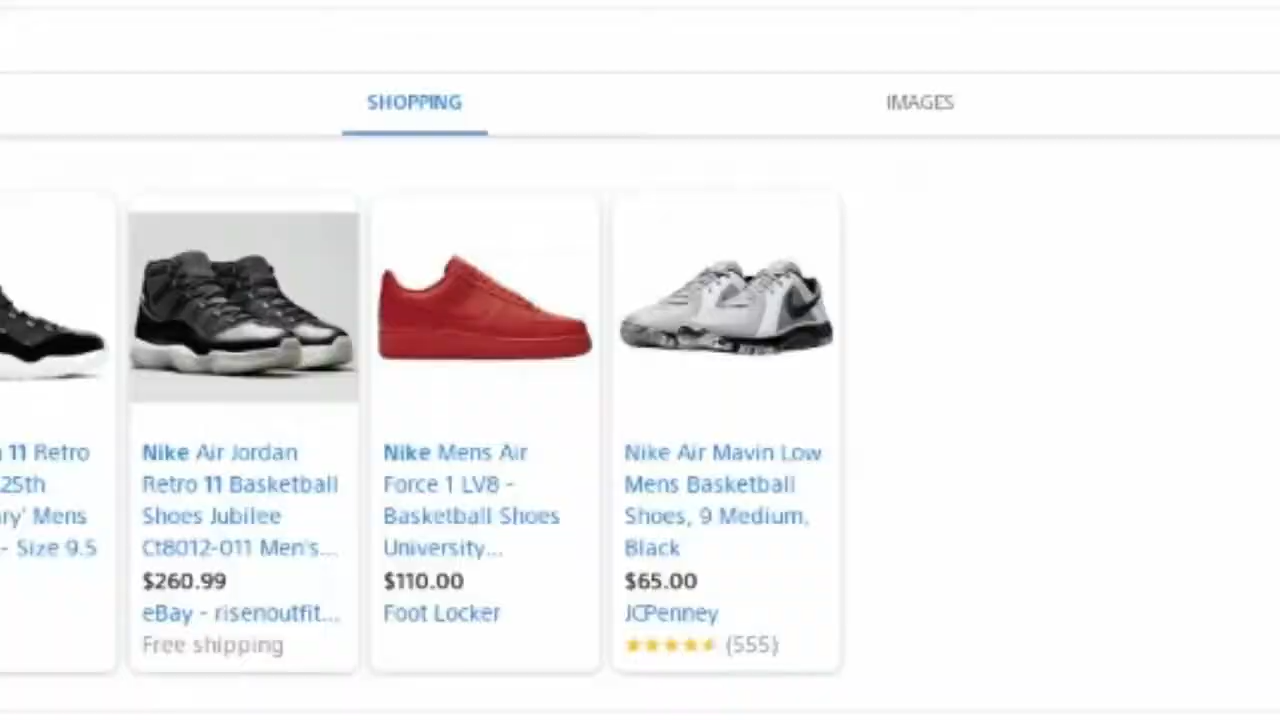 SHOPPING
IMAGES
11 Retro
25th
ry' Mens
- Size 9.5
Nike Air Jordan
Retro 11 Basketball
Shoes Jubilee
Ct8012-011 Men's...
$260.99
eBay - risenoutfit...
Free shipping
Nike Mens Air
Force 1 LV8 -
Basketball Shoes
University...
$110.00
Foot Locker
Nike Air Mavin Low
Mens Basketball
Shoes, 9 Medium,
Black
$65.00
JCPenney
(555)